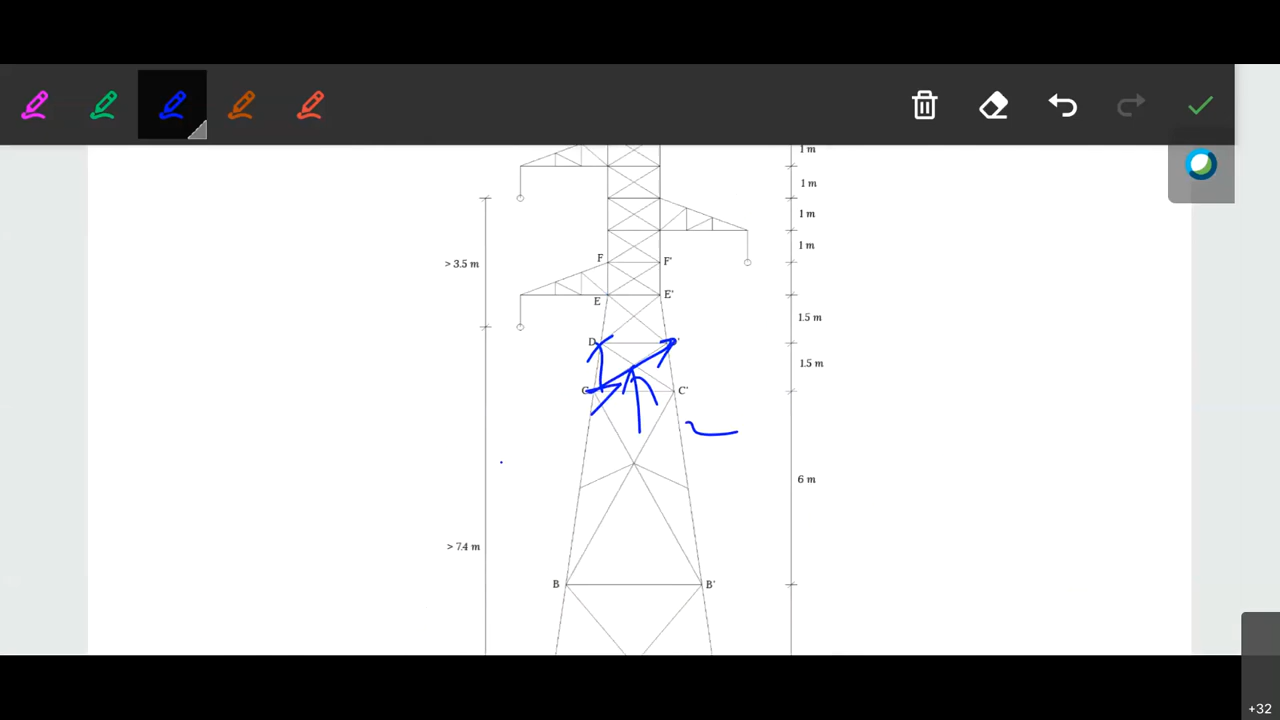 1 m
1 m
1 m
1 m
F F'
> 3.5 m
E E'
1.5 m
D '
1.5 m
C C'
6 m
> 7.4 m
B B'
+32